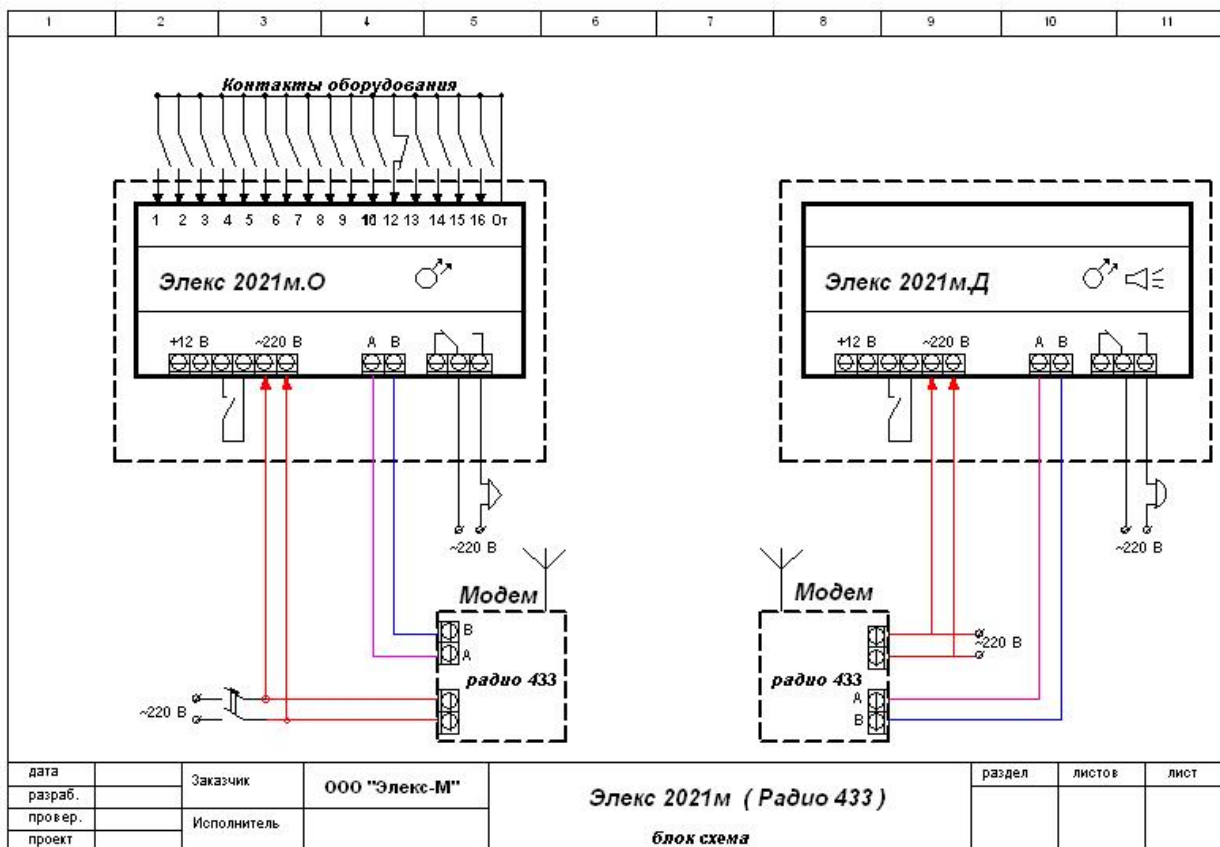 1 2 3 4 5 6 7 8 9 10 11
Контакты оборудования
1 2 3 4 5 6 7 8 9 10 12 13 14 15 16 От
Элекс 2021м.О
Элекс 2021м.Д
+12 В ~220 В A B
+12 В ~220 В A B
~220 В
~220 В
Модем
Модем
B
A
радио 433
~220 В
~220 В
радио 433
A
B
дата
разраб.
провер.
проект
Заказчик
ООО "Элекс-М"
Исполнитель
Элекс 2021м ( Радио 433 )
блок схема
раздел листов лист